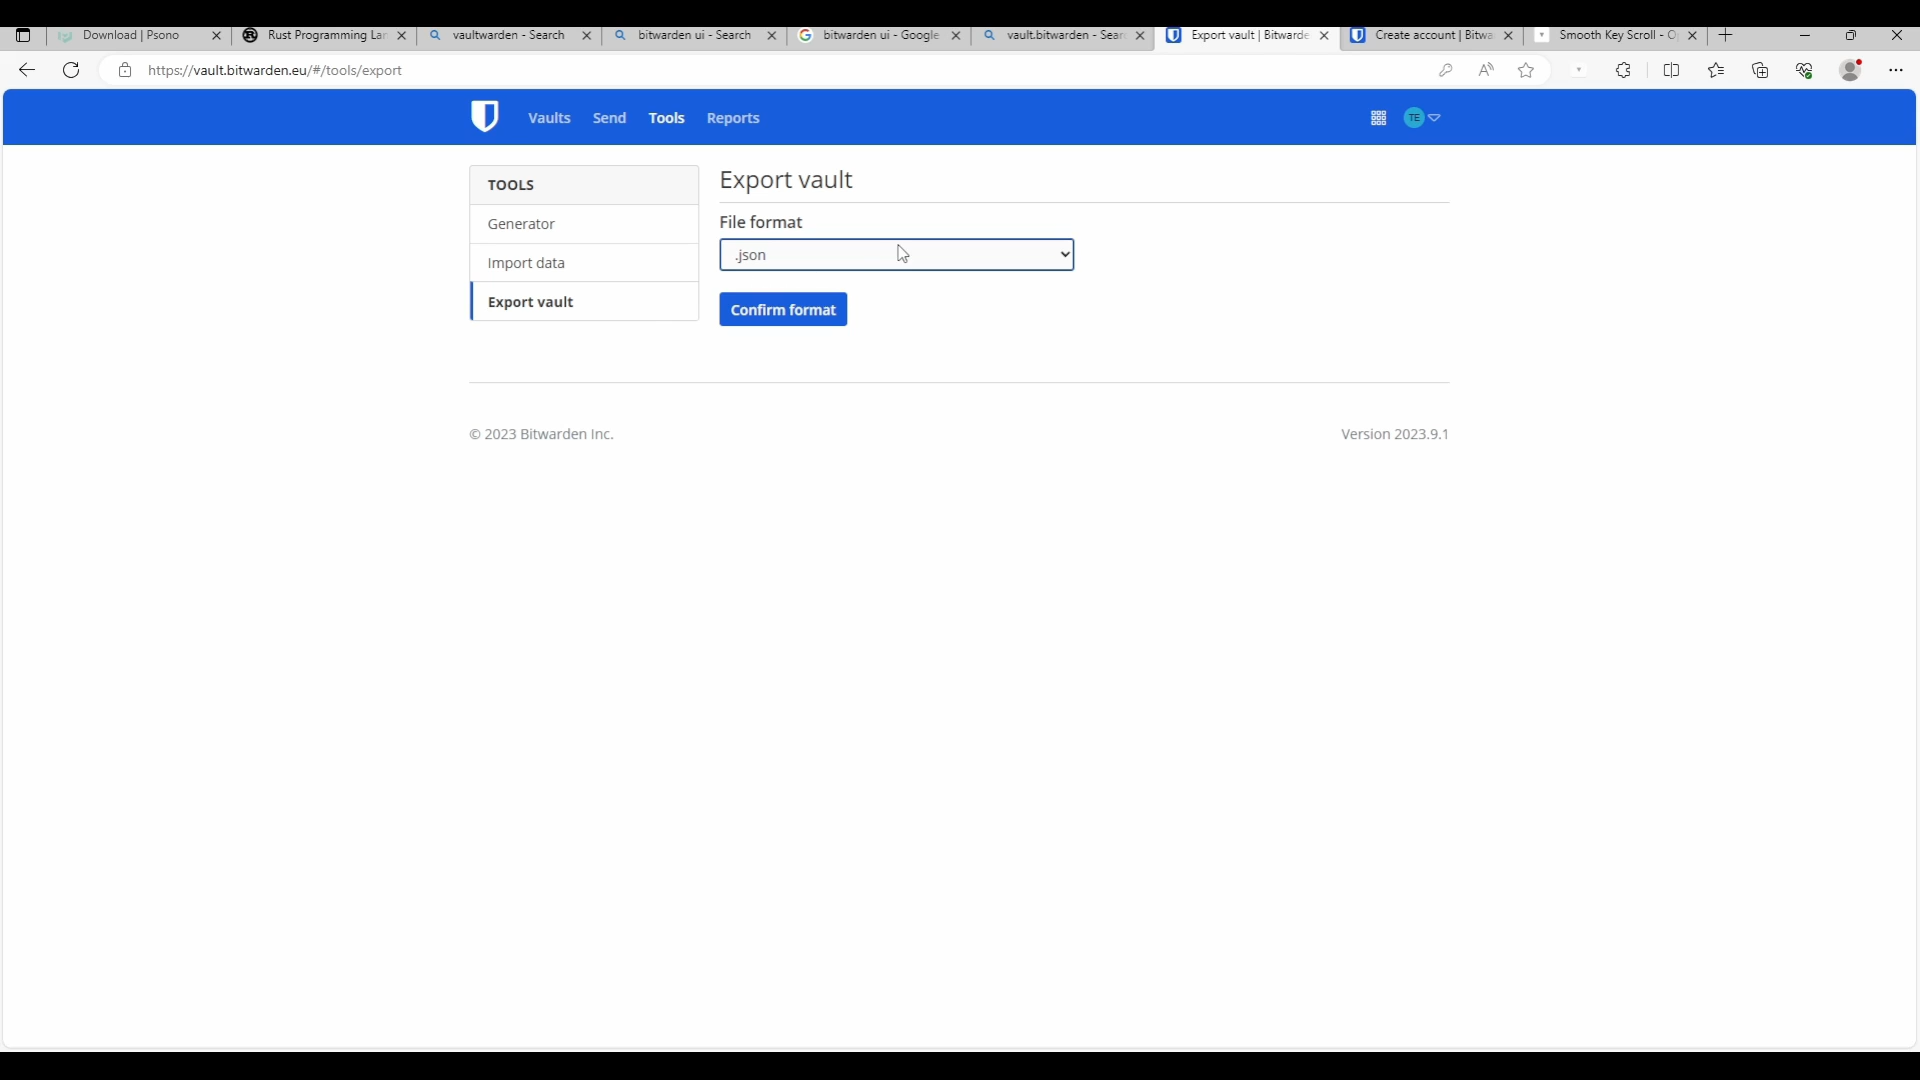 Download | Psono
Rust Programming Lan
vaultwarden - Search
bitwarden ui - Search
bitwarden ui - Google
vault.bitwarden - Sear
Export vault | Bitwarde
Create account | Bitwa
Smooth Key Scroll - O
https://vault.bitwarden.eu/#/tools/export
Vaults Send Tools Reports
TE
TOOLS
Generator
Import data
Export vault
Export vault
File format
.json
Confirm format
© 2023 Bitwarden Inc.
Version 2023.9.1